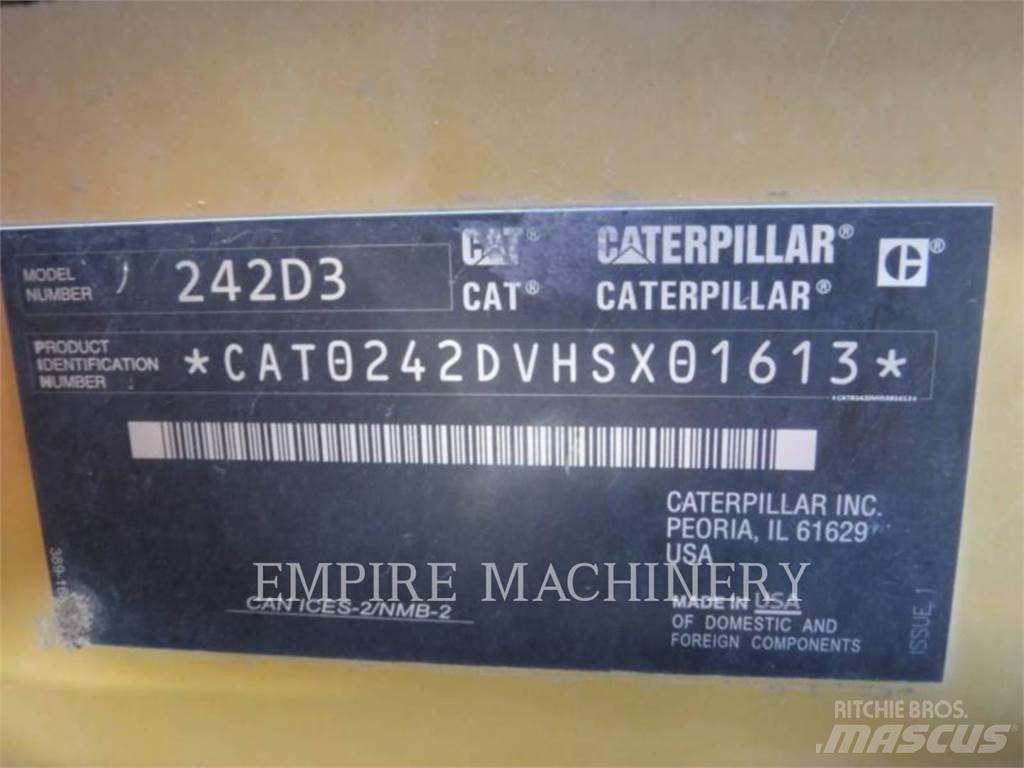 MODEL
NUMBER
242D3
CAT® CATERPILLAR®
CAT® CATERPILLAR®
PRODUCT
IDENTIFICATION
NUMBER
*CAT0242DVHSX01613*
*CAT0242DVHSX01613*
CATERPILLAR INC.
PEORIA, IL 61629
USA
EMPIRE MACHINERY
CAN ICES-2/NMB-2
MADE IN USA
OF DOMESTIC AND
FOREIGN COMPONENTS
ISSUE 1
RITCHIE BROS.
MASCUS